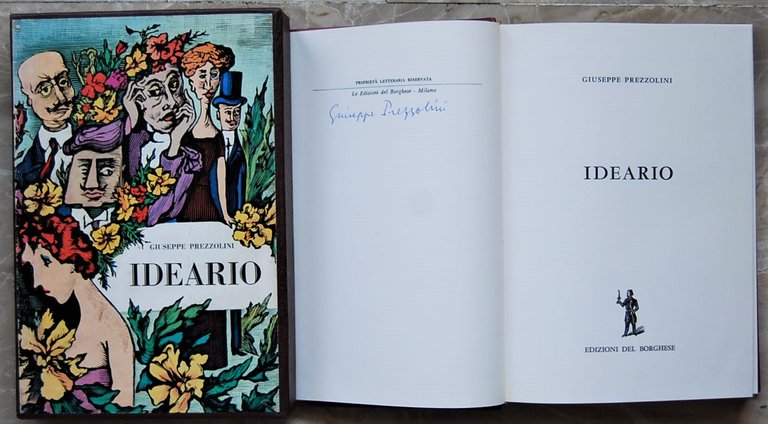 GIUSEPPE PREZZOLINI
IDEARIO
PROPRIETÀ LETTERARIA RISERVATA
Le Edizioni del Borghese - Milano
Giuseppe Prezzolini
GIUSEPPE PREZZOLINI
IDEARIO
EDIZIONI DEL BORGHESE